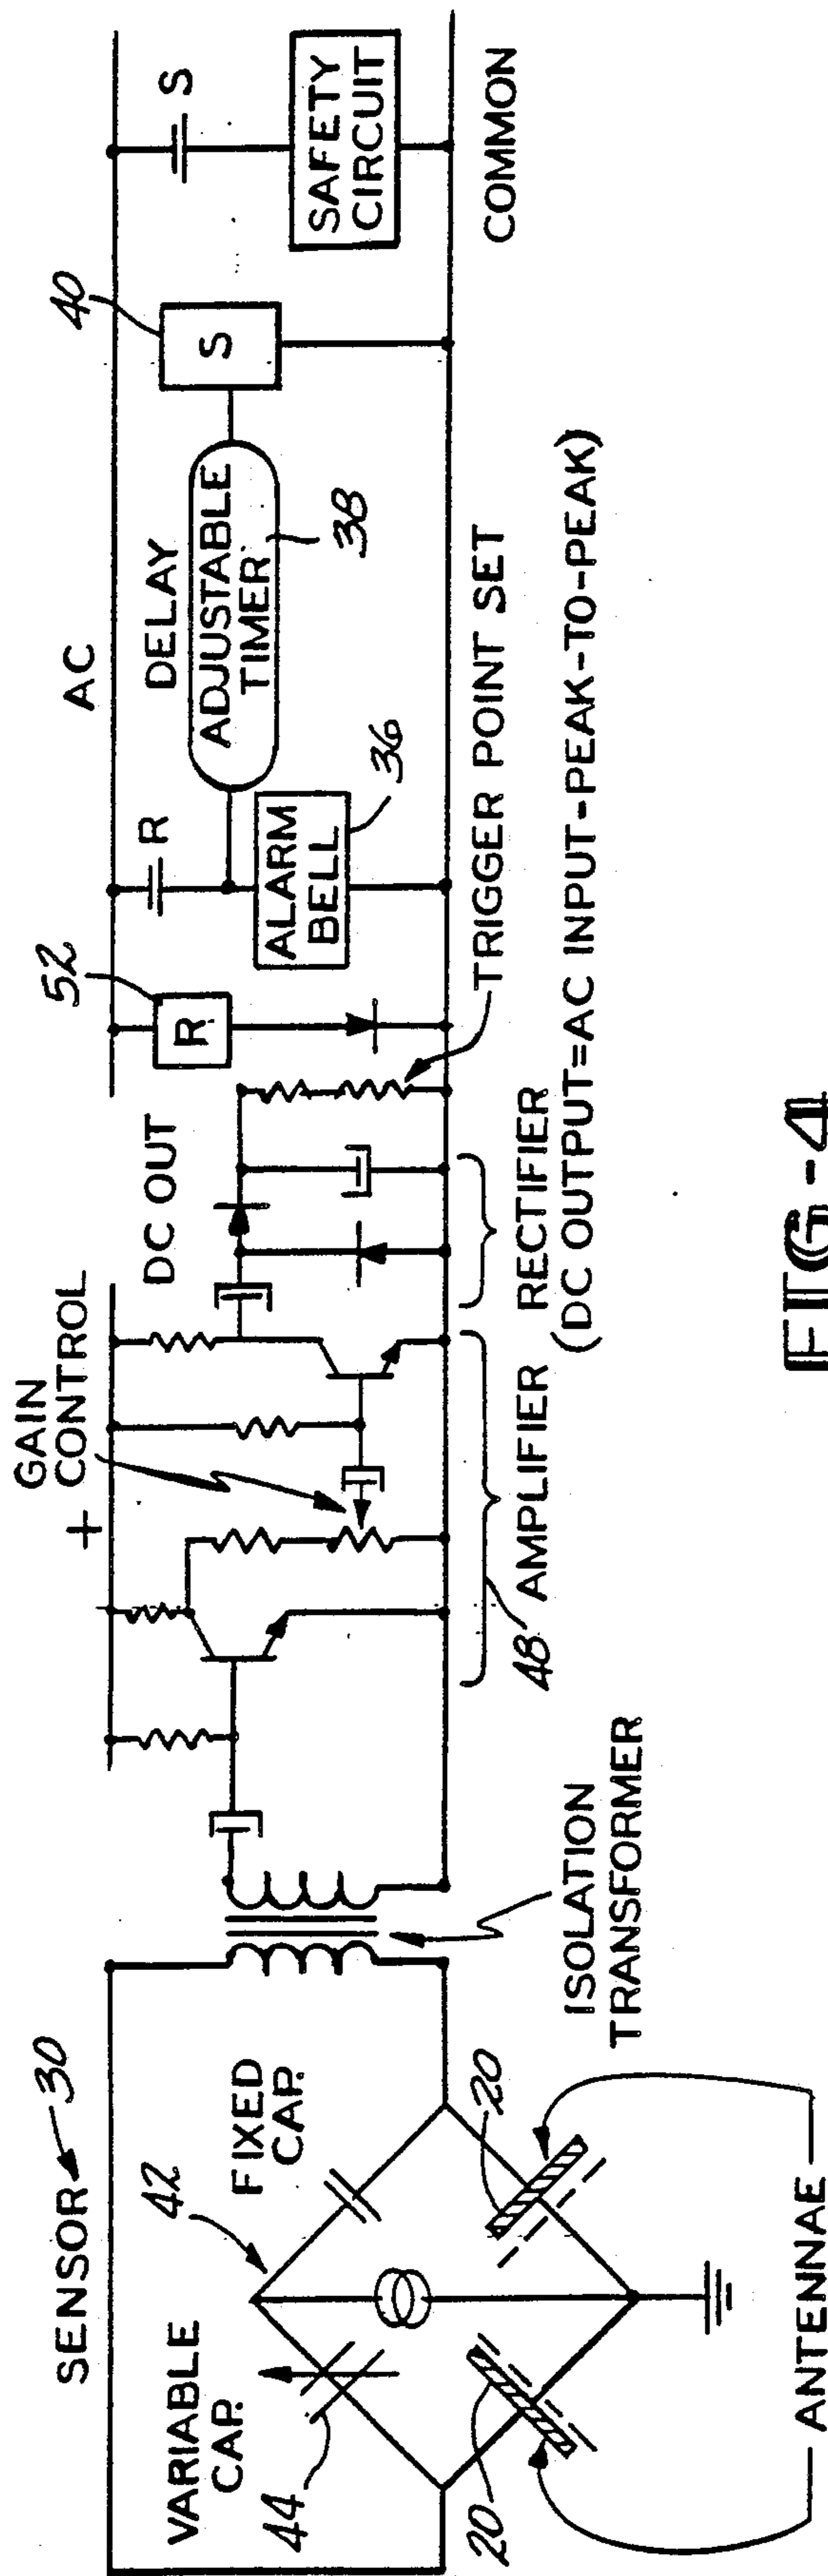 SENSOR 30
VARIABLE
CAP.
44
42
FIXED
CAP.
20
20
ANTENNAE
ISOLATION
TRANSFORMER
+
GAIN
CONTROL
48
AMPLIFIER
DC OUT
RECTIFIER
(DC OUTPUT=AC INPUT-PEAK-TO-PEAK)
TRIGGER POINT SET
52
R
AC
R
ALARM
BELL
36
DELAY
ADJUSTABLE
TIMER
38
40
S
S
SAFETY
CIRCUIT
COMMON
FIG-4